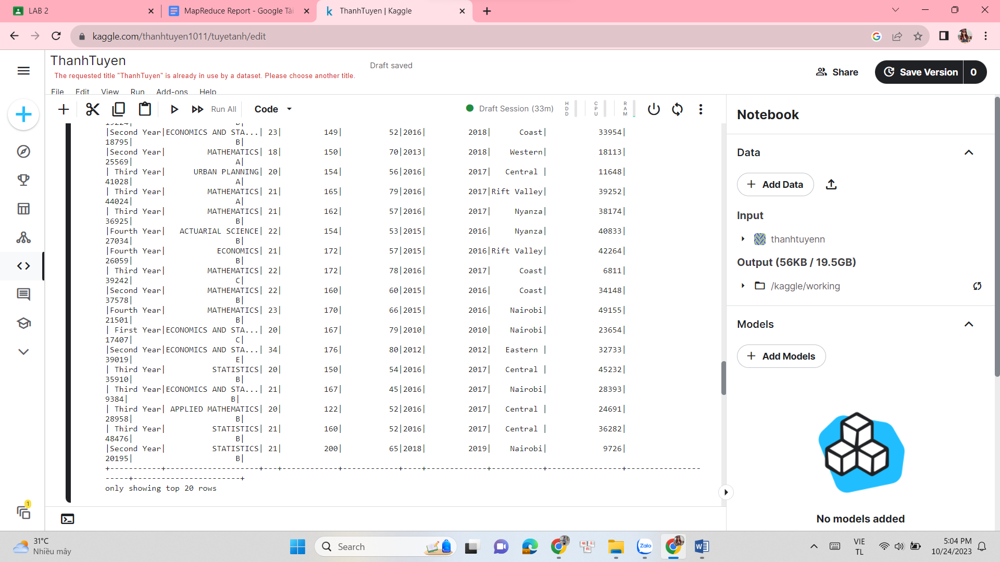 LAB 2
MapReduce Report - Google Tài
ThanhTuyen | Kaggle
kaggle.com/thanhtuyen1011/tuyetanh/edit
ThanhTuyen
Draft saved
The requested title "ThanhTuyen" is already in use by a dataset. Please choose another title.
Share
Save Version
0
File Edit View Run Add-ons Help
Run All
Code
Draft Session (33m)
HDD
CPU
RAM
19224| B|
|Second Year|ECONOMICS AND STA...| 23| 149| 52|2016| 2018| Coast| 33954|
18795| B|
|Second Year| MATHEMATICS| 18| 150| 70|2013| 2018| Western| 18113|
25569| A|
| Third Year| URBAN PLANNING| 20| 154| 56|2016| 2017| Central | 11648|
41028| A|
| Third Year| MATHEMATICS| 21| 165| 79|2016| 2017|Rift Valley| 39252|
44024| A|
| Third Year| MATHEMATICS| 21| 162| 57|2016| 2017| Nyanza| 38174|
36925| B|
|Fourth Year| ACTUARIAL SCIENCE| 22| 154| 53|2015| 2016| Nyanza| 40833|
27034| B|
|Fourth Year| ECONOMICS| 21| 172| 57|2015| 2016|Rift Valley| 42264|
26059| B|
| Third Year| MATHEMATICS| 22| 172| 78|2016| 2017| Coast| 6811|
39242| C|
|Second Year| MATHEMATICS| 22| 160| 60|2015| 2016| Coast| 34148|
37578| B|
|Fourth Year| MATHEMATICS| 23| 170| 66|2015| 2016| Nairobi| 49155|
21501| B|
| First Year|ECONOMICS AND STA...| 20| 167| 79|2010| 2010| Nairobi| 23654|
17407| C|
|Second Year|ECONOMICS AND STA...| 34| 176| 80|2012| 2012| Eastern | 32733|
39019| E|
| Third Year| STATISTICS| 20| 150| 54|2016| 2017| Central | 45232|
35910| B|
| Third Year|ECONOMICS AND STA...| 21| 167| 45|2016| 2017| Nairobi| 28393|
9384| B|
| Third Year| APPLIED MATHEMATICS| 20| 122| 52|2016| 2017| Central | 24691|
28958| B|
| Third Year| STATISTICS| 21| 160| 52|2016| 2017| Central | 36282|
48476| B|
|Second Year| STATISTICS| 21| 200| 65|2018| 2019| Nairobi| 9726|
20195| B|
+-----------+--------------------+---+------------+------------+----+-------------+-----------+----------------+----------------
-----+-----------------------+
only showing top 20 rows
Notebook
Data
Add Data
Input
thanhtuyenn
Output (56KB / 19.5GB)
/kaggle/working
Models
Add Models
No models added
1
31°C
Nhiều mây
Search
Zalo
VIE
TL
5:04 PM
10/24/2023